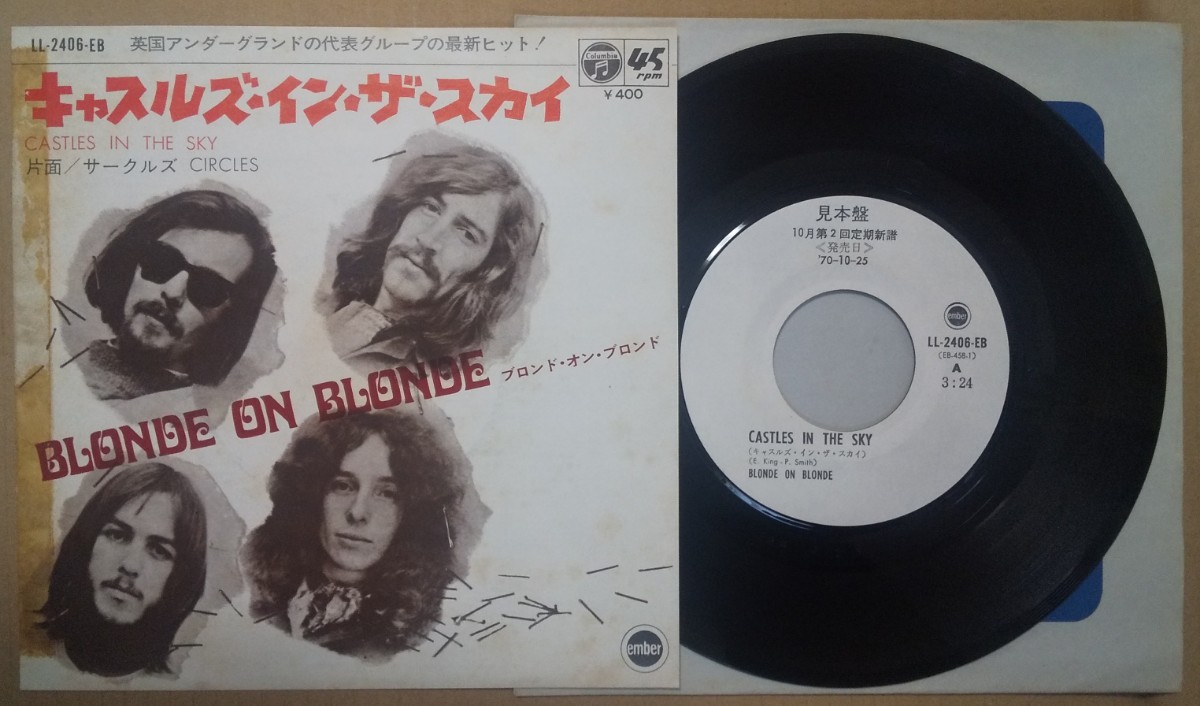 LL-2406-EB 英国アンダーグランドの代表グループの最新ヒット!
Columbia
45 rpm
¥400
キャスルズ・イン・ザ・スカイ
CASTLES IN THE SKY
片面/サークルズ CIRCLES
BLONDE ON BLONDE ブロンド・オン・ブロンド
ember
見本盤
10月第2回定期新譜
<発売日>
'70-10-25
ember
LL-2406-EB
(EB-458-1)
A
3:24
CASTLES IN THE SKY
(キャスルズ・イン・ザ・スカイ)
(E. King - P. Smith)
BLONDE ON BLONDE